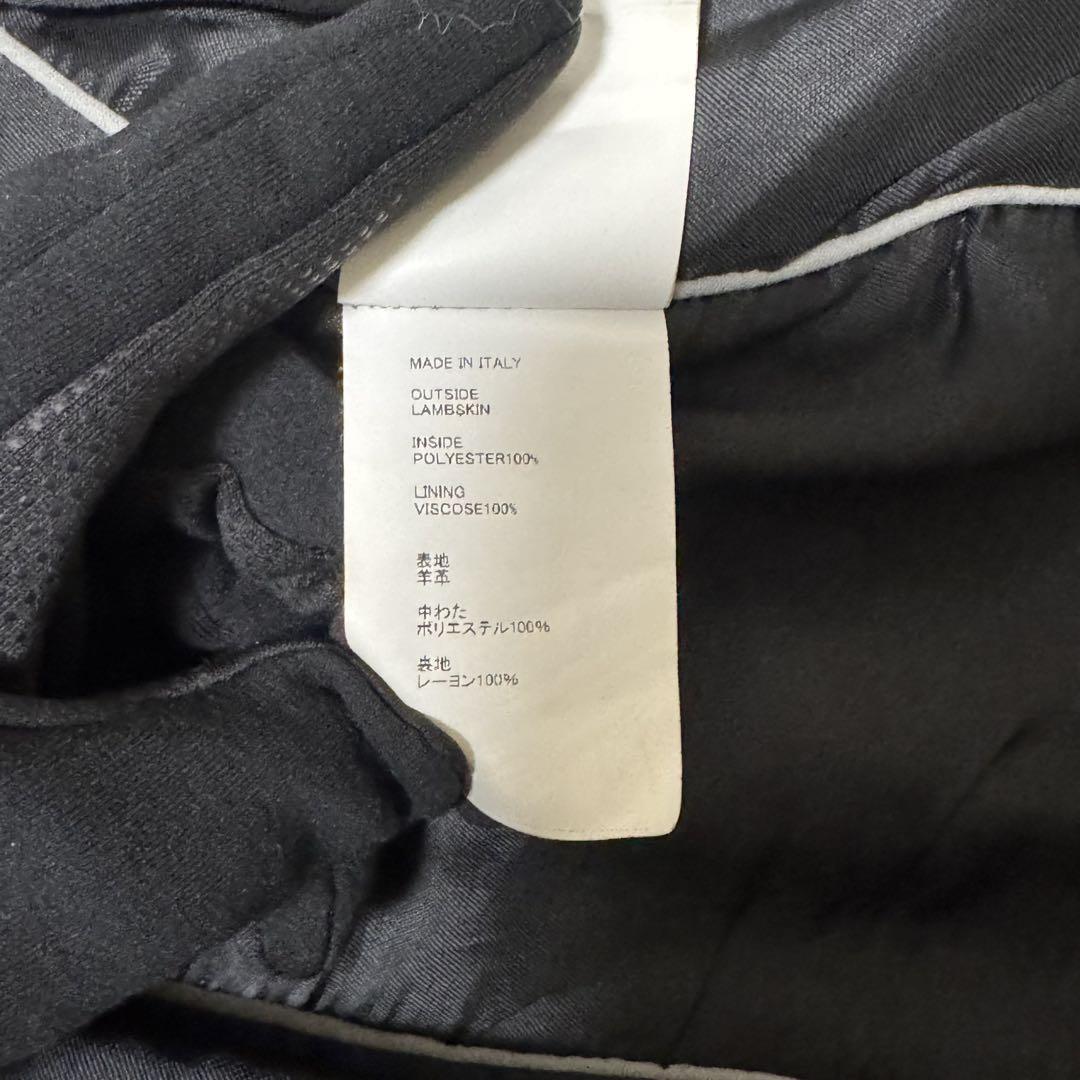 MADE IN ITALY
OUTSIDE
LAMBSKIN
INSIDE
POLYESTER100%
LINING
VISCOSE100%
表地
羊革
中わた
ポリエステル100%
裏地
レーヨン100%